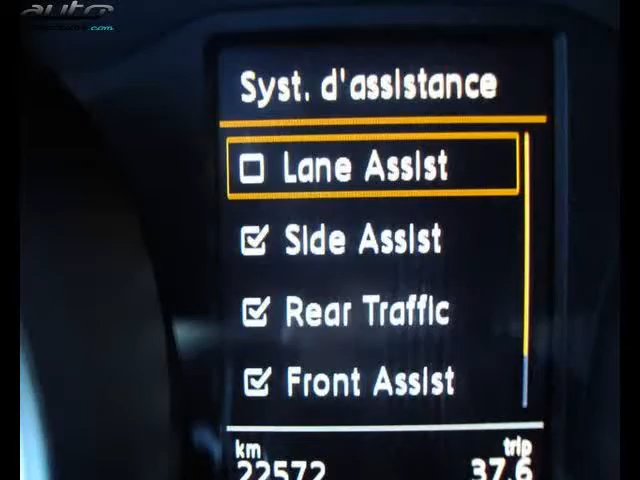 auto
.com
Syst. d'assistance
Lane Assist
Side Assist
Rear Traffic
Front Assist
km trip
22572 37.6